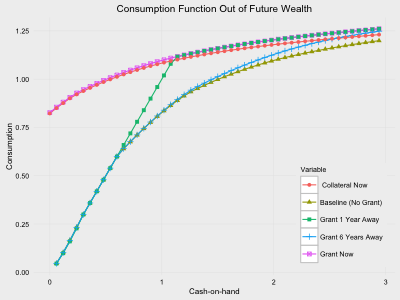 Consumption Function Out of Future Wealth
1.25
1.00
0.75
0.50
0.25
0.00
Consumption
0
1
2
3
Cash-on-hand
Variable
Collateral Now
Baseline (No Grant)
Grant 1 Year Away
Grant 6 Years Away
Grant Now